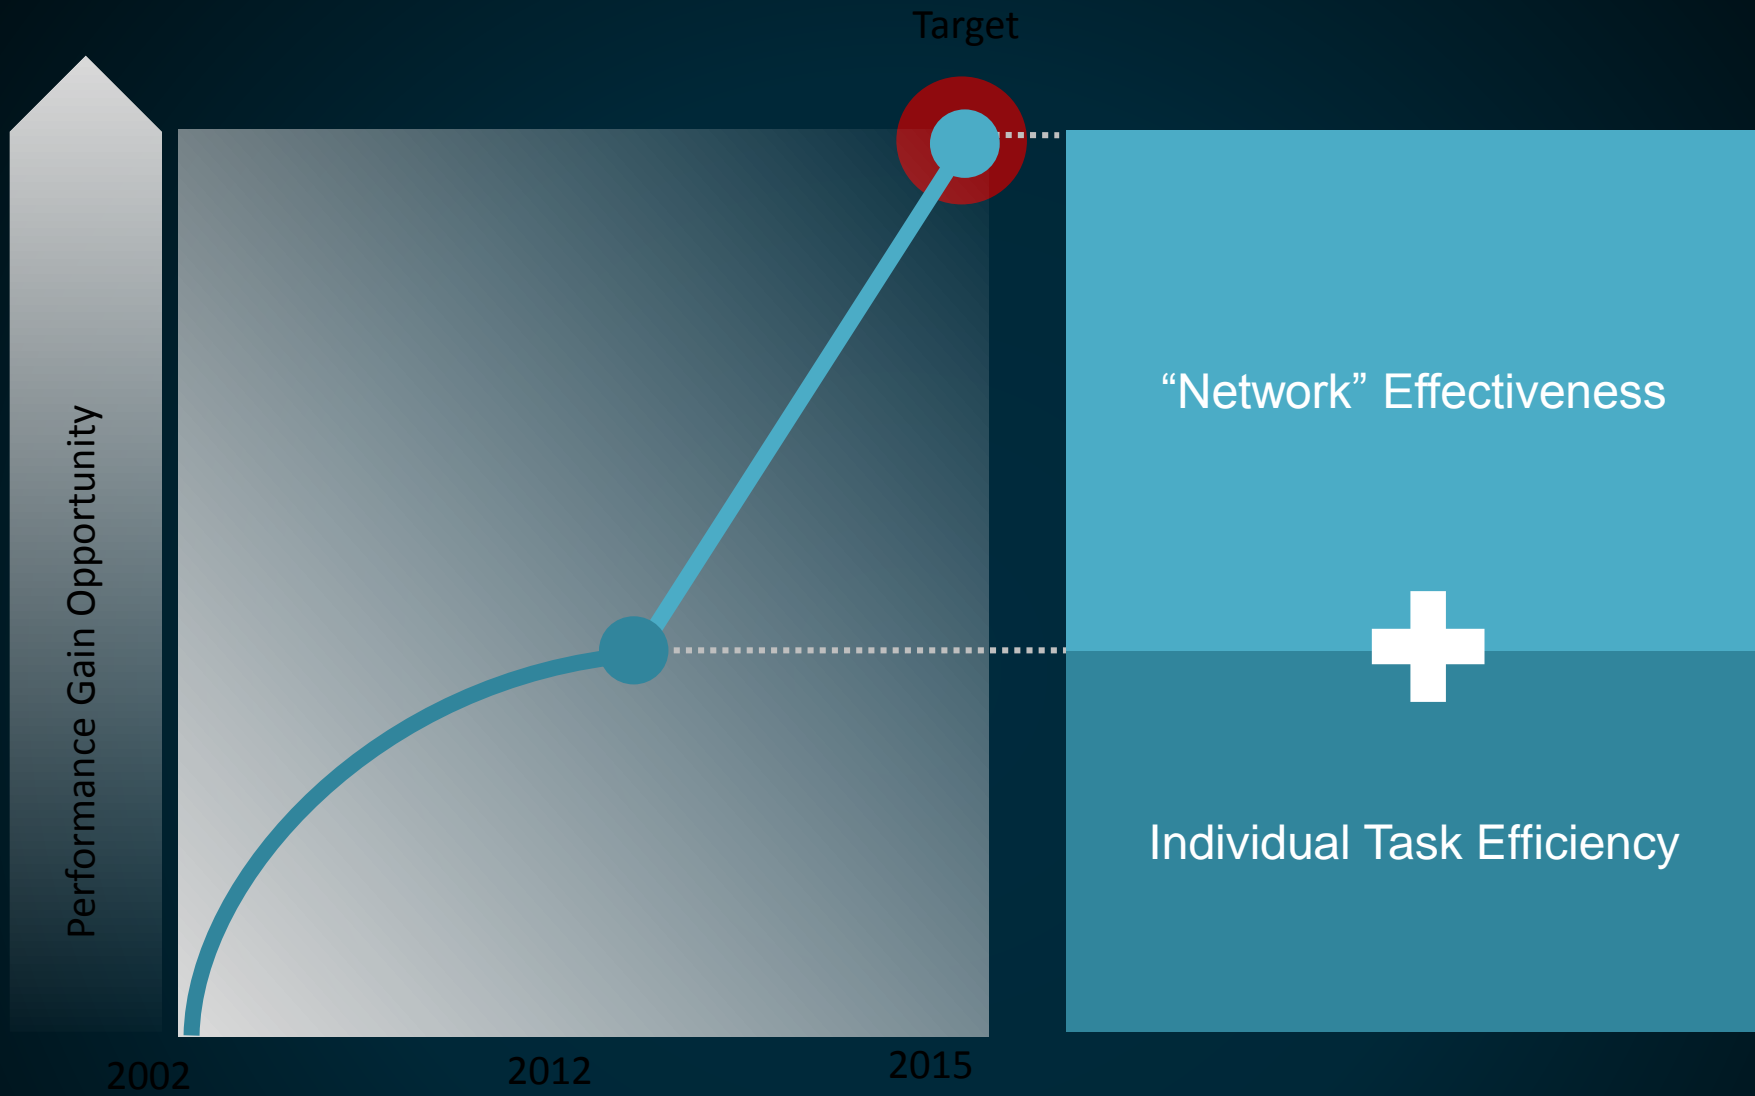 Target
Performance Gain Opportunity
“Network” Effectiveness
Individual Task Efficiency
2002
2012
2015